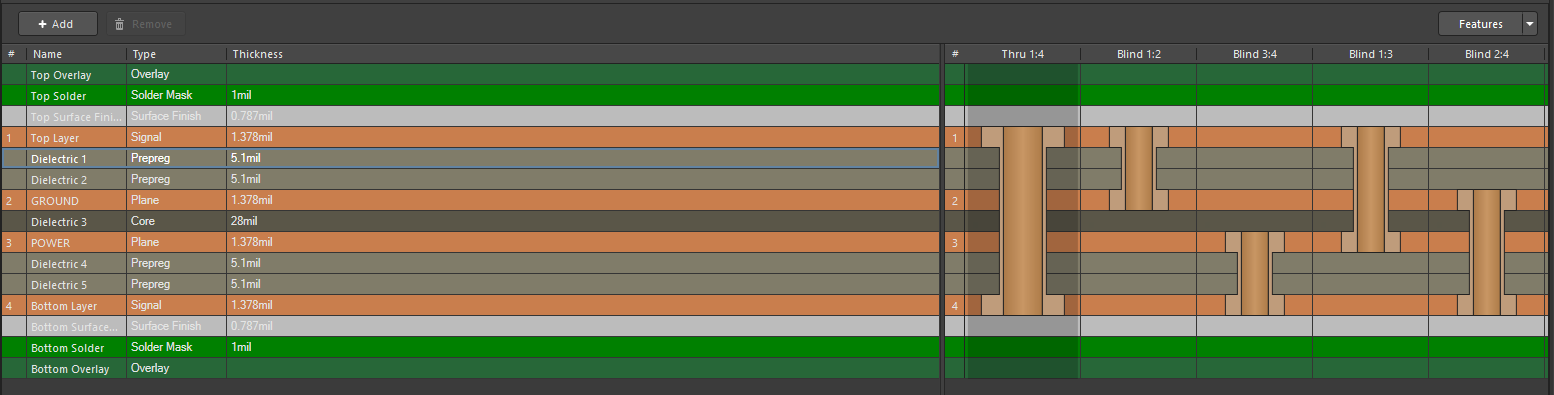 + Add Remove Features
# Name Type Thickness # Thru 1:4 Blind 1:2 Blind 3:4 Blind 1:3 Blind 2:4
Top Overlay Overlay
Top Solder Solder Mask 1mil
Top Surface Fini... Surface Finish 0.787mil
1 Top Layer Signal 1.378mil 1
Dielectric 1 Prepreg 5.1mil
Dielectric 2 Prepreg 5.1mil
2 GROUND Plane 1.378mil 2
Dielectric 3 Core 28mil
3 POWER Plane 1.378mil 3
Dielectric 4 Prepreg 5.1mil
Dielectric 5 Prepreg 5.1mil
4 Bottom Layer Signal 1.378mil 4
Bottom Surface... Surface Finish 0.787mil
Bottom Solder Solder Mask 1mil
Bottom Overlay Overlay